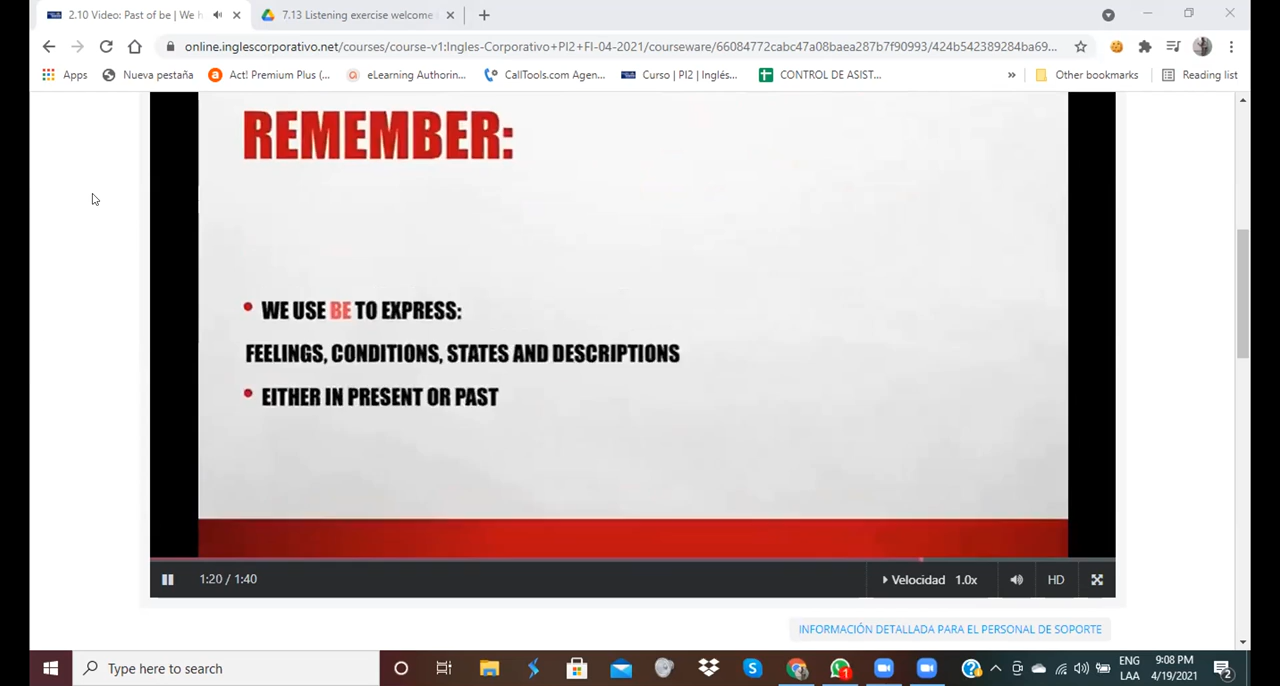 2.10 Video: Past of be | We h
7.13 Listening exercise welcome
online.inglescorporativo.net/courses/course-v1:Ingles-Corporativo+PI2+FI-04-2021/courseware/66084772cabc47a08baea287b7f90993/424b542389284ba69...
Apps
Nueva pestaña
Act! Premium Plus (...
eLearning Authorin...
CallTools.com Agen...
Curso | PI2 | Inglés...
CONTROL DE ASIST...
»
Other bookmarks
Reading list
REMEMBER:
• WE USE BE TO EXPRESS:
FEELINGS, CONDITIONS, STATES AND DESCRIPTIONS
• EITHER IN PRESENT OR PAST
1:20 / 1:40
Velocidad 1.0x
HD
INFORMACIÓN DETALLADA PARA EL PERSONAL DE SOPORTE
Type here to search
1
ENG
LAA
9:08 PM
4/19/2021
2